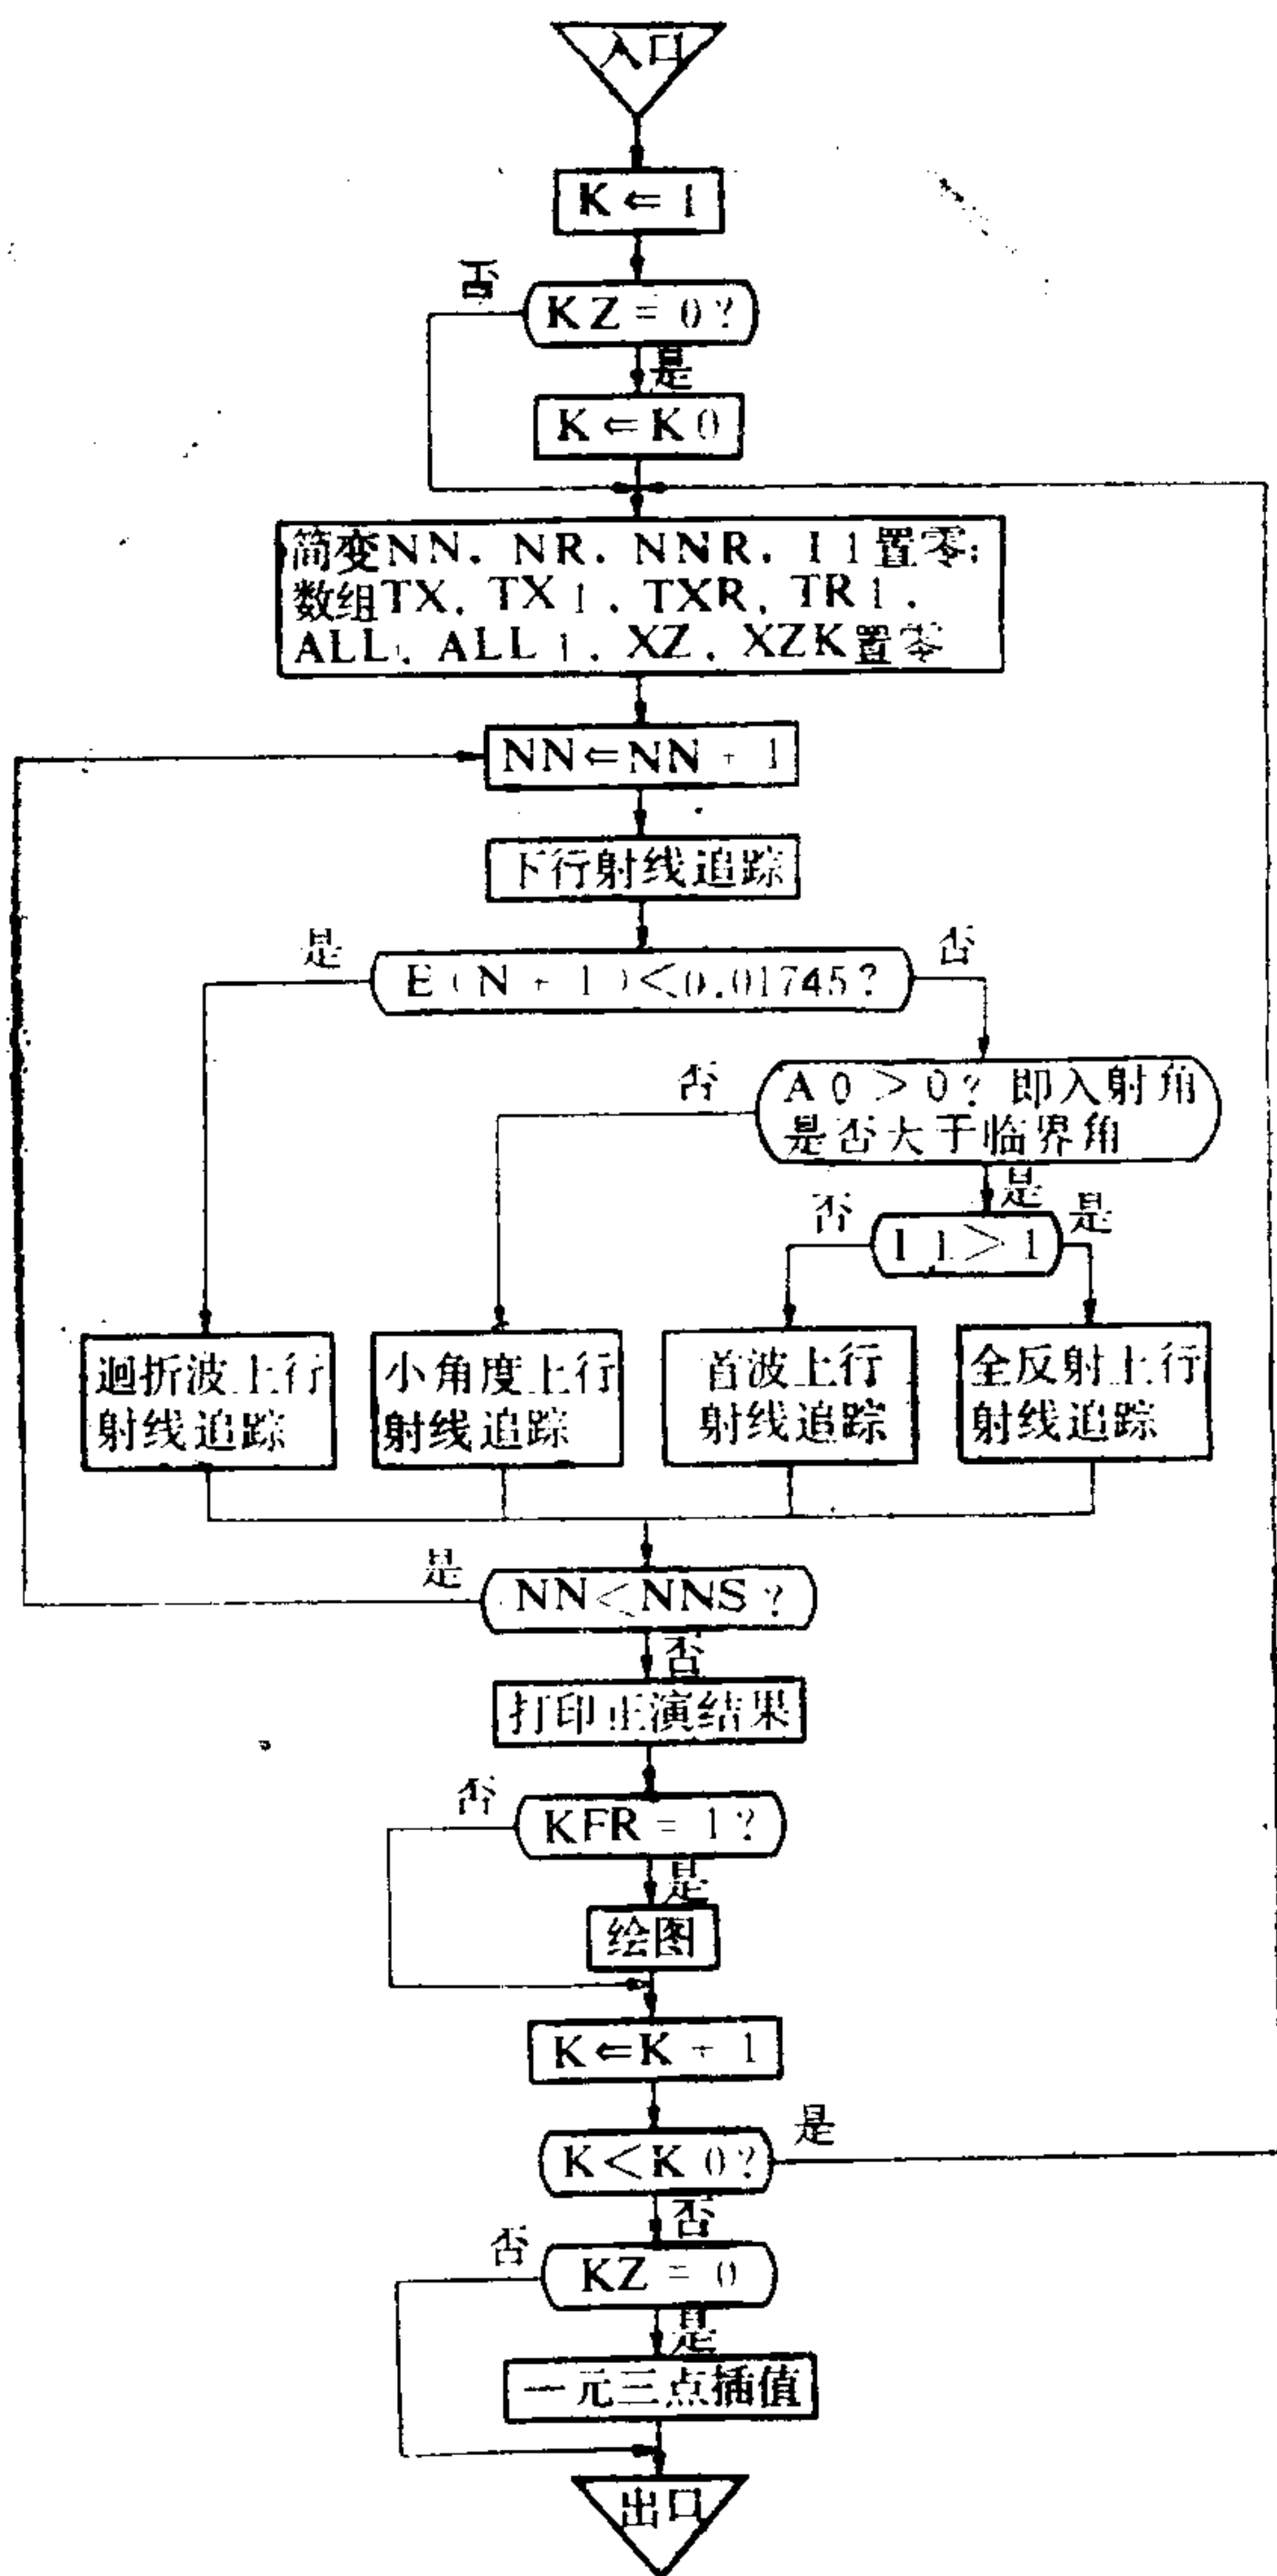 入口
K ⇐ 1
否
KZ = 0?
是
K ⇐ K0
简变NN, NR, NNR, I1置零;
数组TX, TX1, TXR, TR1,
ALL, ALL1, XZ, XZK置零
NN ⇐ NN + 1
下行射线追踪
是
E(N + 1)<0.01745?
否
否
A0 > 0? 即入射角
是否大于临界角
是
否
I1 > 1
是
迴折波上行
射线追踪
小角度上行
射线追踪
首波上行
射线追踪
全反射上行
射线追踪
是
NN<NNS?
否
打印正演结果
否
KFR = 1?
是
绘图
K ⇐ K + 1
K<K0?
是
否
否
KZ = 0
是
一元三点插值
出口